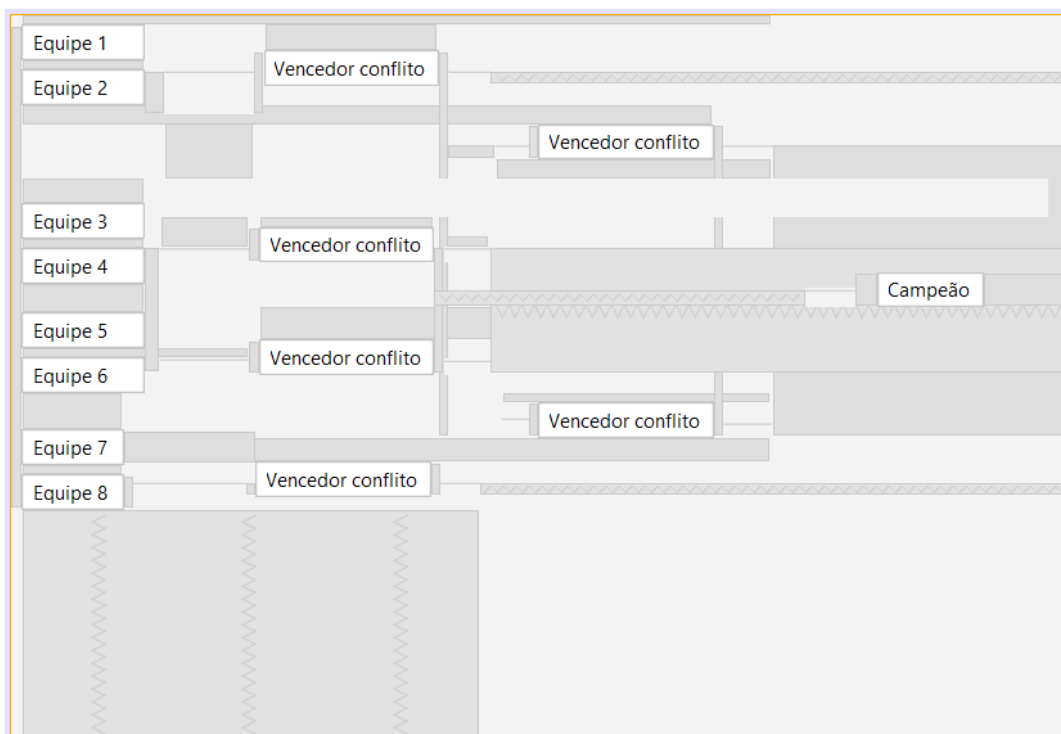 Equipe 1
Vencedor conflito
Equipe 2
Vencedor conflito
Equipe 3
Vencedor conflito
Equipe 4
Campeão
Equipe 5
Vencedor conflito
Equipe 6
Vencedor conflito
Equipe 7
Vencedor conflito
Equipe 8